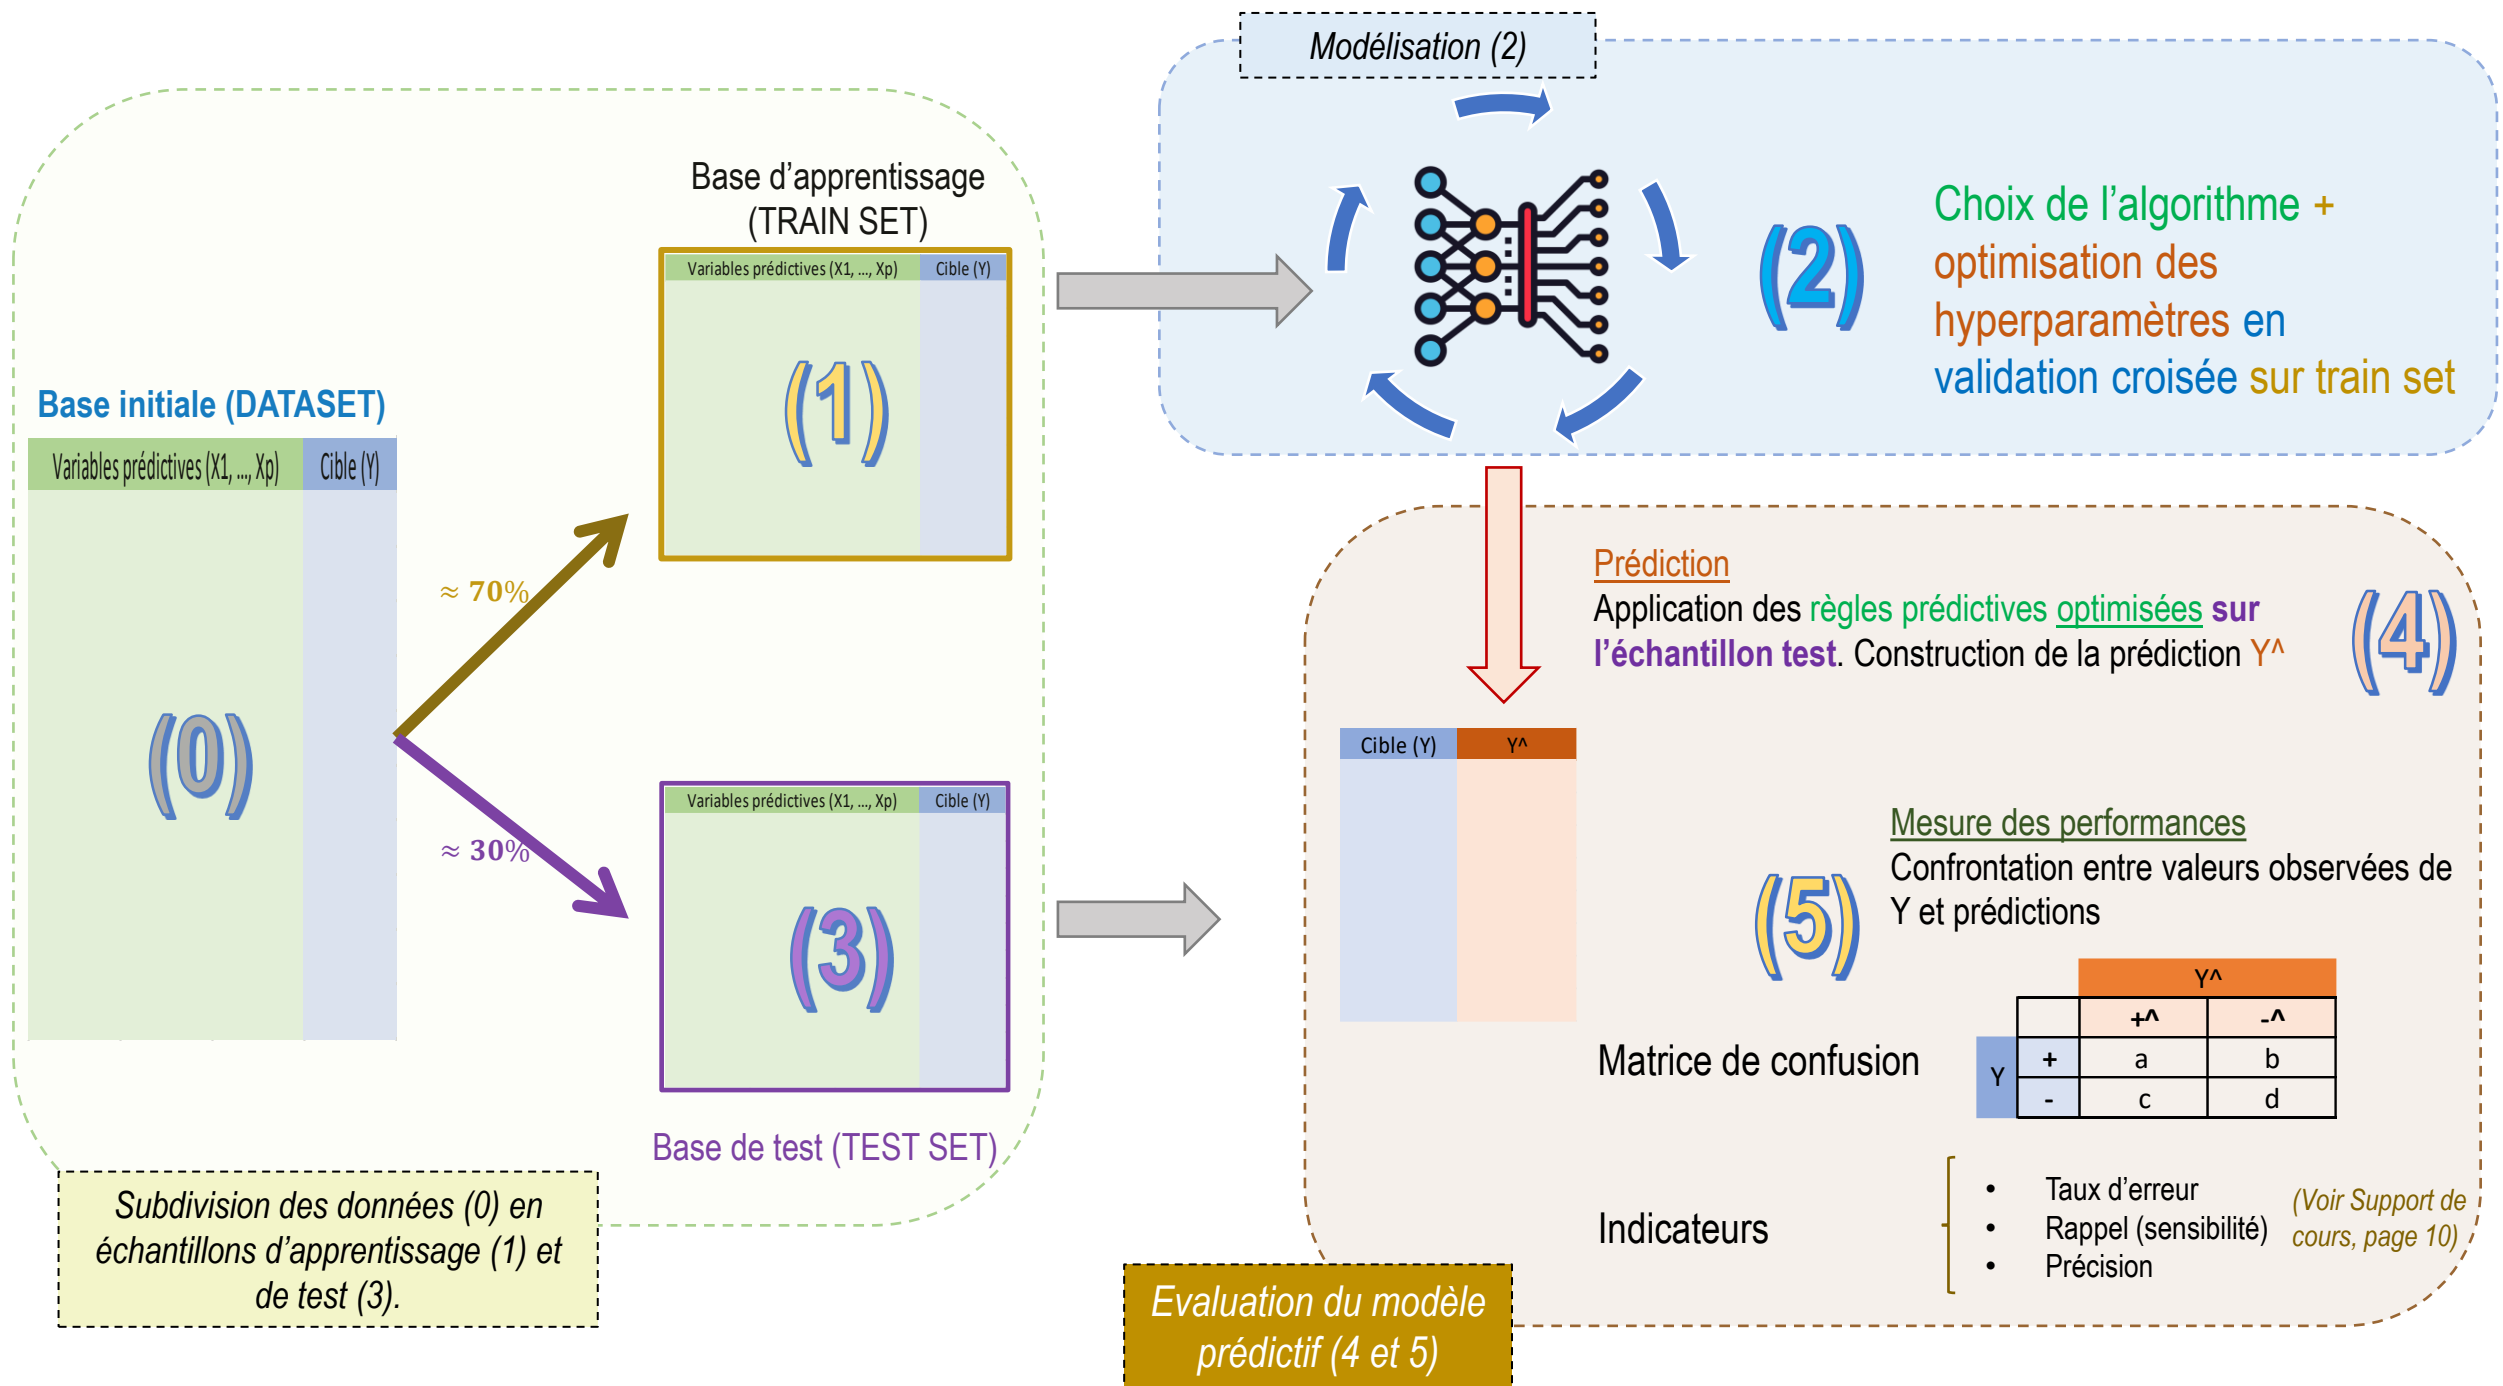 Modélisation (2)
Base d’apprentissage
(TRAIN SET)
Variables prédictives (X1, ..., Xp) Cible (Y)
(1)
Base initiale (DATASET)
Variables prédictives (X1, ..., Xp) Cible (Y)
(0)
≈ 70%
≈ 30%
Variables prédictives (X1, ..., Xp) Cible (Y)
(3)
Base de test (TEST SET)
Subdivision des données (0) en
échantillons d’apprentissage (1) et
de test (3).
(2)
Choix de l’algorithme +
optimisation des
hyperparamètres en
validation croisée sur train set
Prédiction
Application des règles prédictives optimisées sur
l’échantillon test. Construction de la prédiction Y^
(4)
Cible (Y) Y^
Mesure des performances
Confrontation entre valeurs observées de
Y et prédictions
(5)
Matrice de confusion
Y^
+^ -^
Y + a b
- c d
Indicateurs
• Taux d’erreur
• Rappel (sensibilité)
• Précision
(Voir Support de
cours, page 10)
Evaluation du modèle
prédictif (4 et 5)